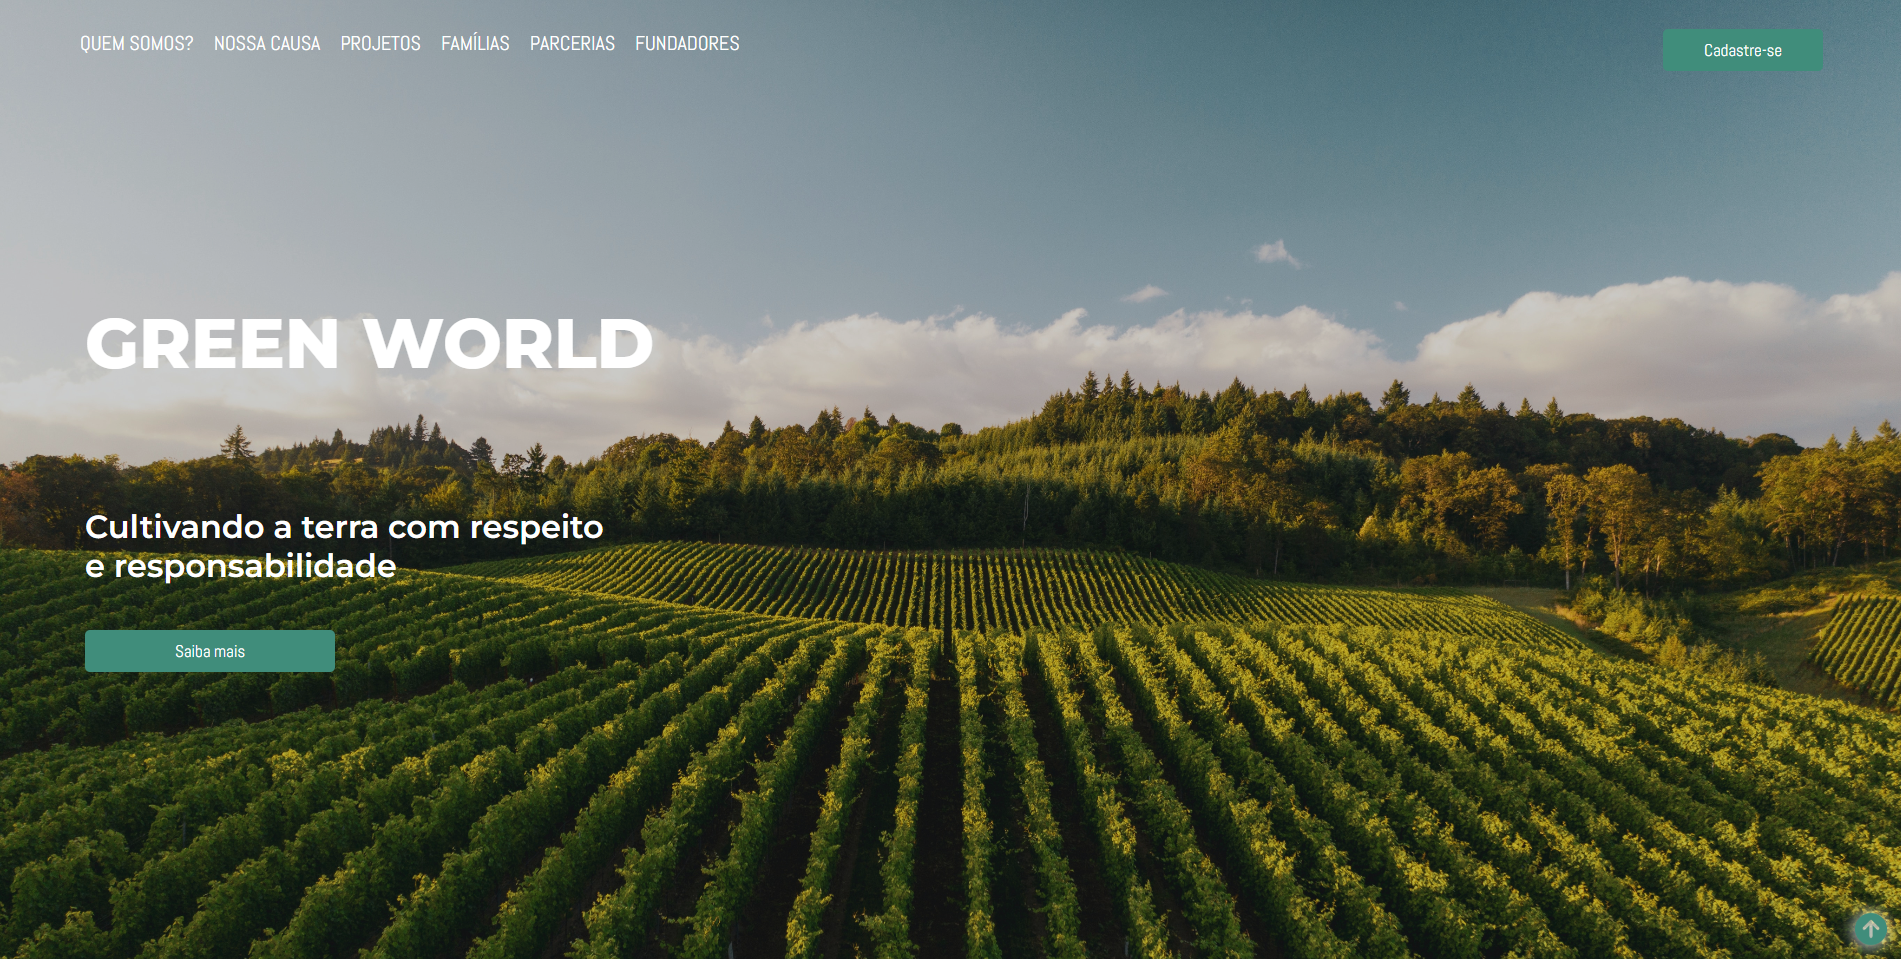 QUEM SOMOS? NOSSA CAUSA PROJETOS FAMÍLIAS PARCERIAS FUNDADORES
Cadastre-se
GREEN WORLD
Cultivando a terra com respeito
e responsabilidade
Saiba mais